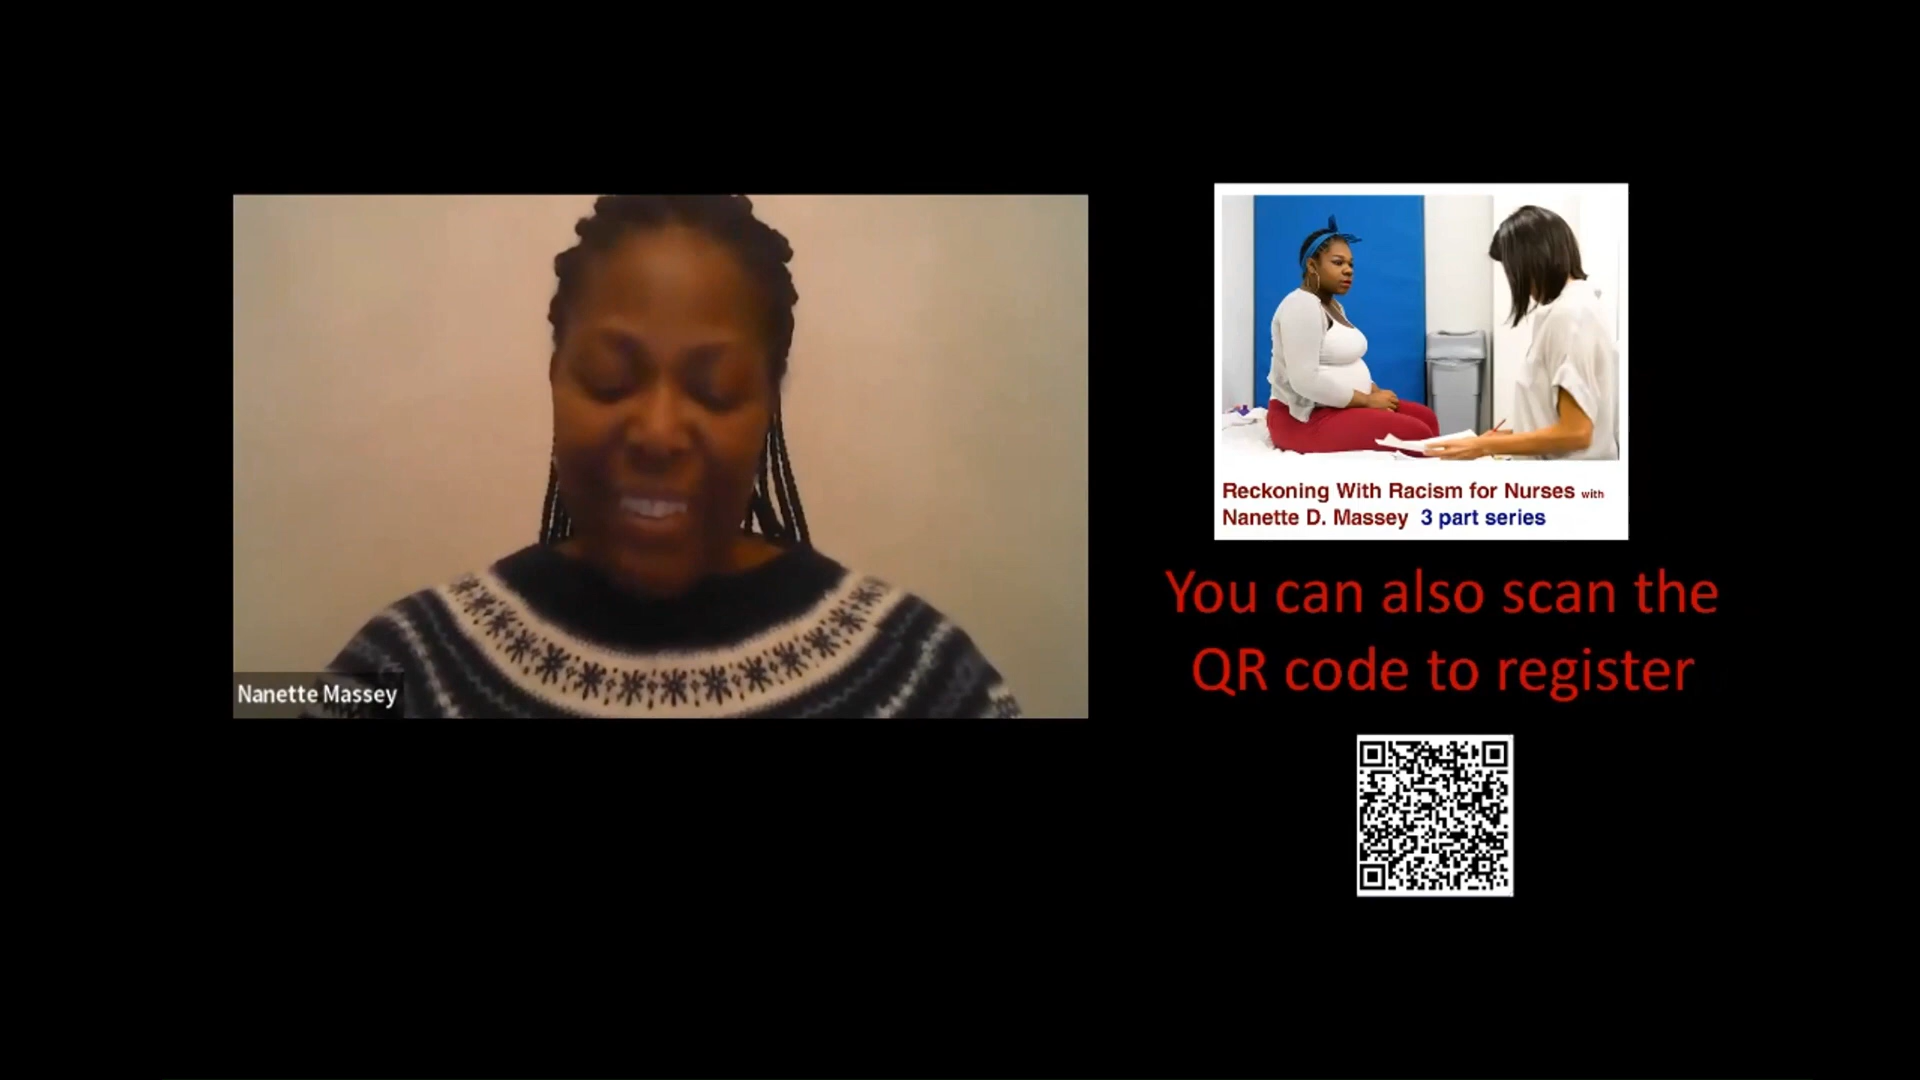 Nanette Massey
Reckoning With Racism for Nurses with
Nanette D. Massey 3 part series
You can also scan the
QR code to register